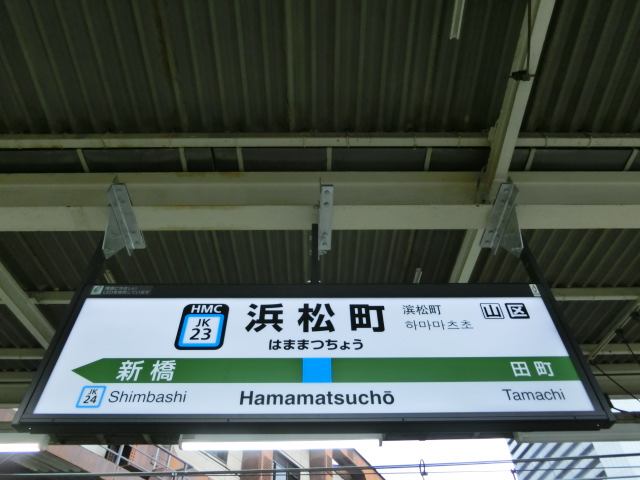 HMC
JK
23
浜松町
はままつちょう
浜松町
하마마츠초
山 区
新橋
田町
JK
24
Shimbashi
Hamamatsuchō
Tamachi